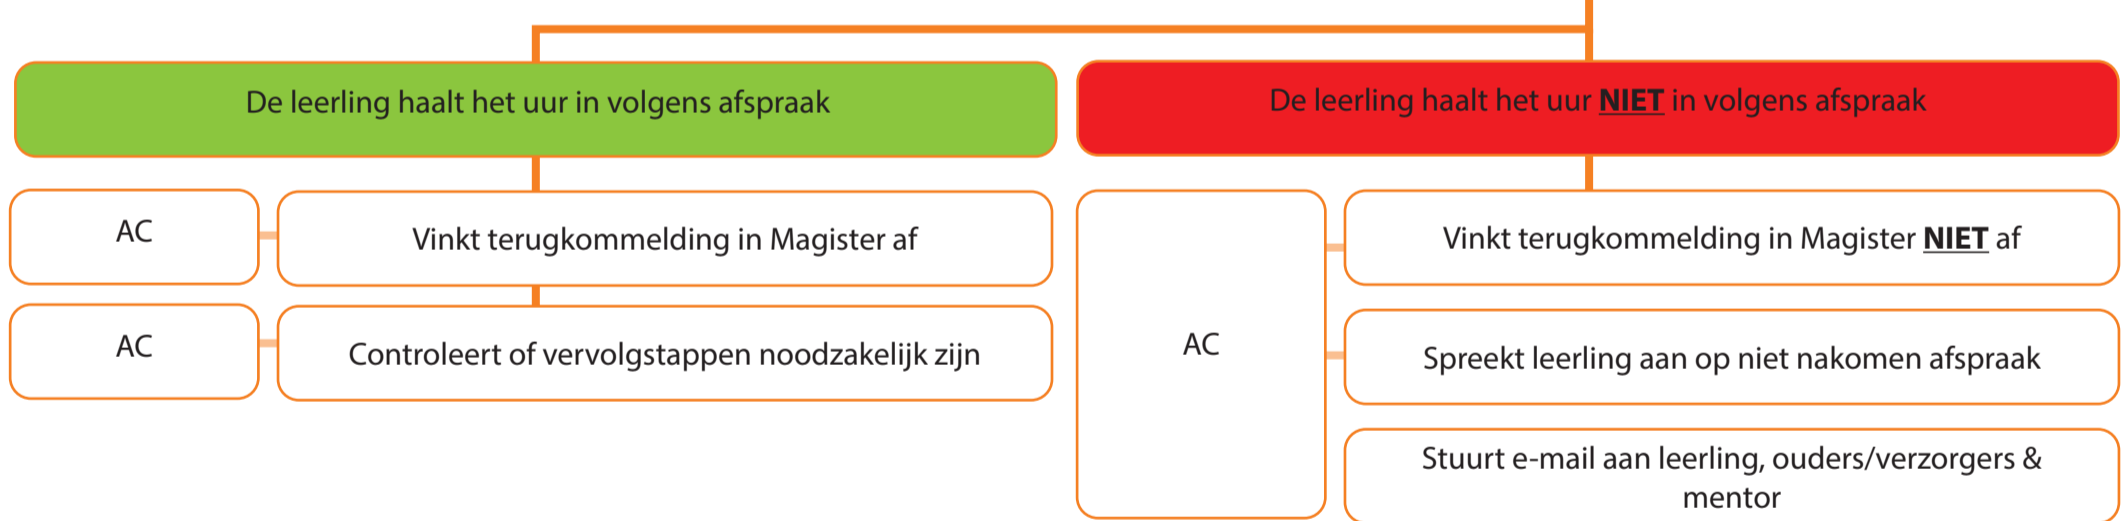 De leerling haalt het uur in volgens afspraak
De leerling haalt het uur NIET in volgens afspraak
AC
Vinkt terugkommelding in Magister af
AC
Controleert of vervolgstappen noodzakelijk zijn
AC
Vinkt terugkommelding in Magister NIET af
Spreekt leerling aan op niet nakomen afspraak
Stuurt e-mail aan leerling, ouders/verzorgers &
mentor